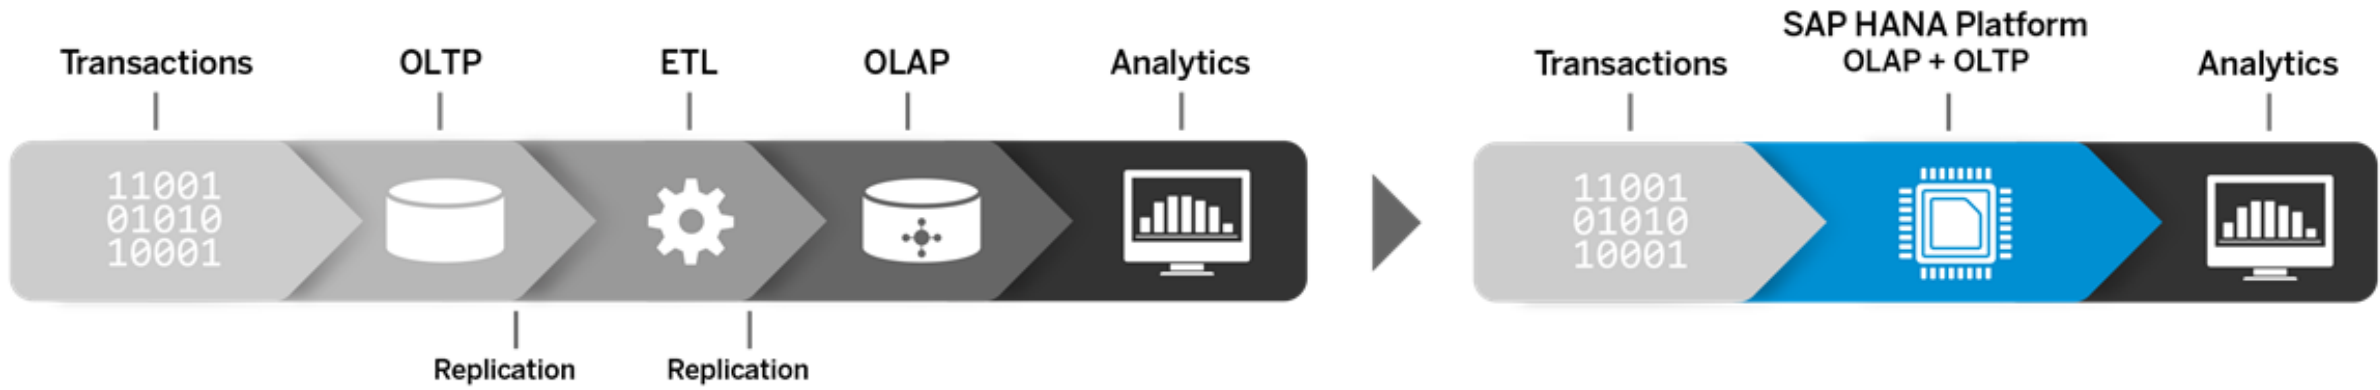 Transactions
OLTP
ETL
OLAP
Analytics
11001
01010
10001
Replication
Replication
SAP HANA Platform
OLAP + OLTP
Transactions
Analytics
11001
01010
10001